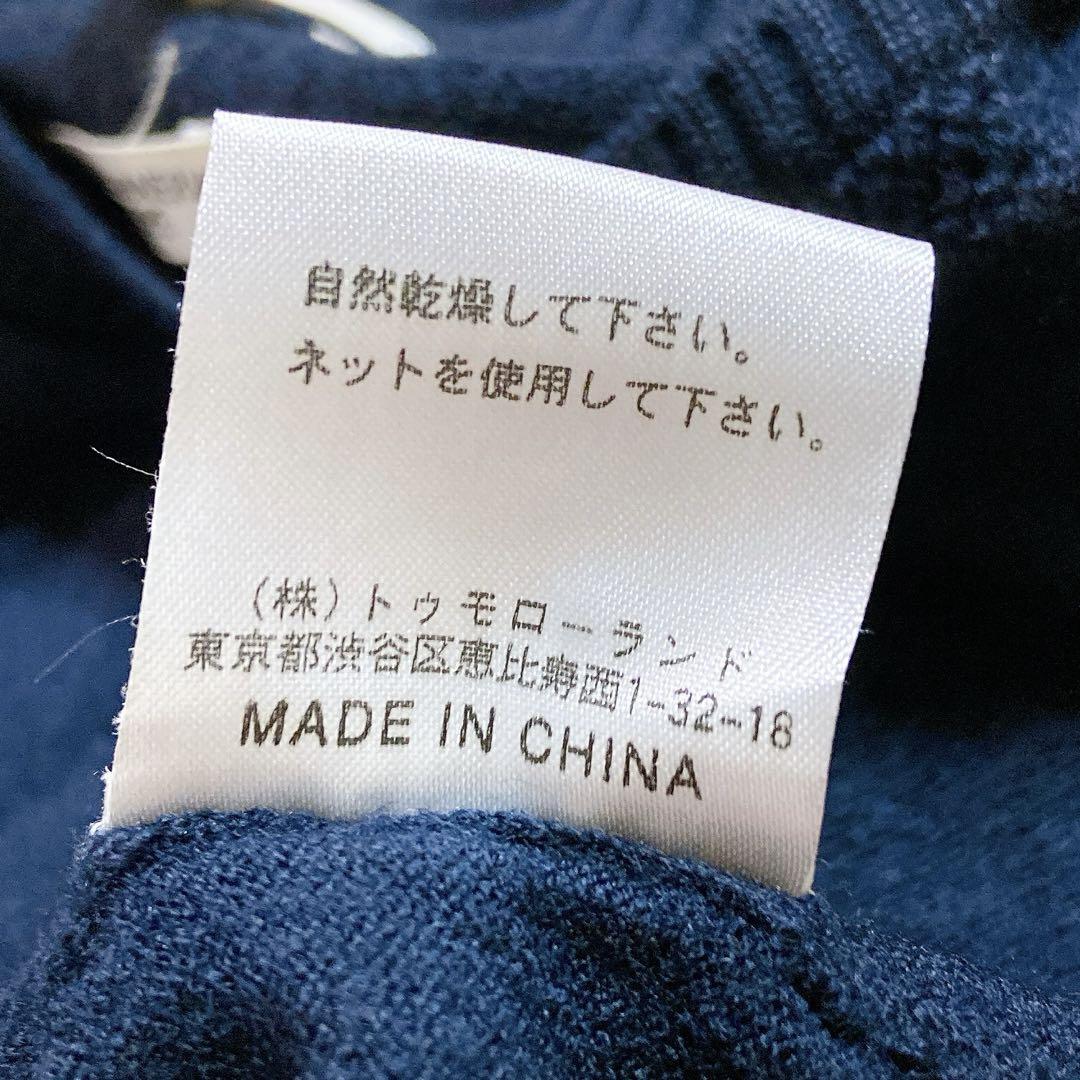 自然乾燥して下さい。
ネットを使用して下さい。
(株)トゥモローランド
東京都渋谷区恵比寿西1-32-18
MADE IN CHINA